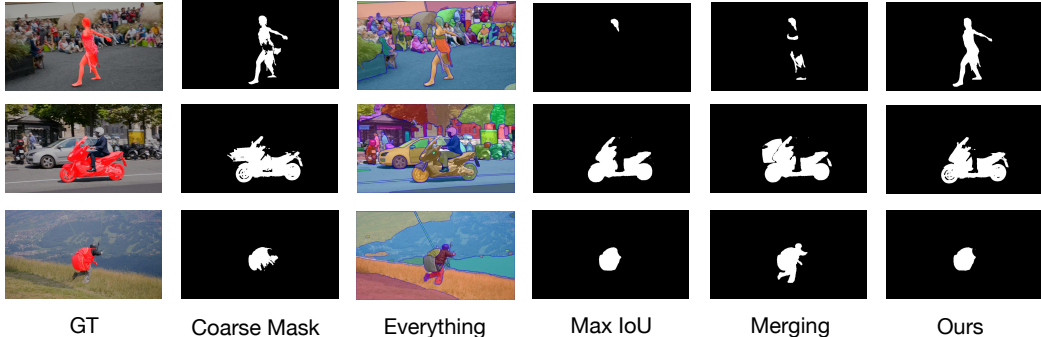 GT
Coarse Mask
Everything
Max IoU
Merging
Ours